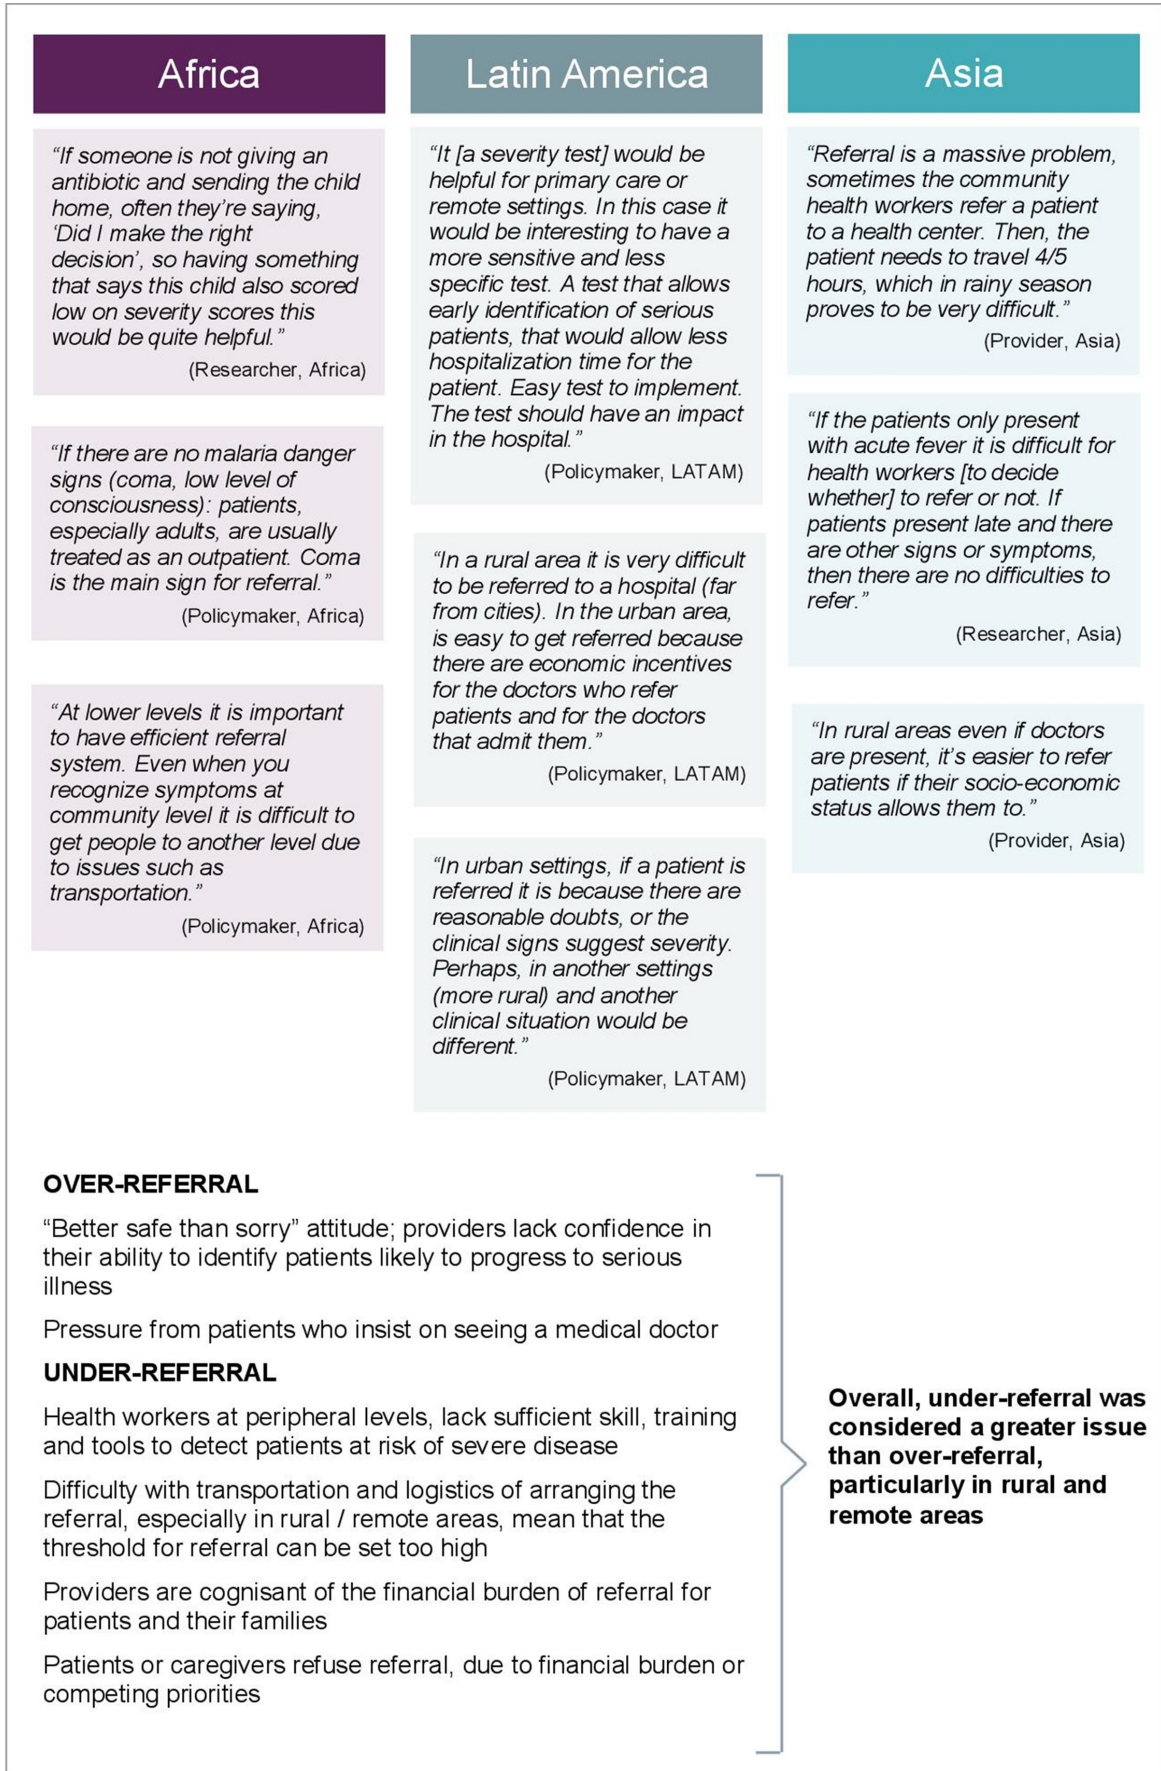 Africa
“If someone is not giving an
antibiotic and sending the child
home, often they’re saying,
‘Did I make the right
decision’, so having something
that says this child also scored
low on severity scores this
would be quite helpful.”
(Researcher, Africa)
“If there are no malaria danger
signs (coma, low level of
consciousness): patients,
especially adults, are usually
treated as an outpatient. Coma
is the main sign for referral.”
(Policymaker, Africa)
“At lower levels it is important
to have efficient referral
system. Even when you
recognize symptoms at
community level it is difficult to
get people to another level due
to issues such as
transportation.”
(Policymaker, Africa)
Latin America
“It [a severity test] would be
helpful for primary care or
remote settings. In this case it
would be interesting to have a
more sensitive and less
specific test. A test that allows
early identification of serious
patients, that would allow less
hospitalization time for the
patient. Easy test to implement.
The test should have an impact
in the hospital.”
(Policymaker, LATAM)
“In a rural area it is very difficult
to be referred to a hospital (far
from cities). In the urban area,
is easy to get referred because
there are economic incentives
for the doctors who refer
patients and for the doctors
that admit them.”
(Policymaker, LATAM)
“In urban settings, if a patient is
referred it is because there are
reasonable doubts, or the
clinical signs suggest severity.
Perhaps, in another settings
(more rural) and another
clinical situation would be
different.”
(Policymaker, LATAM)
Asia
“Referral is a massive problem,
sometimes the community
health workers refer a patient
to a health center. Then, the
patient needs to travel 4/5
hours, which in rainy season
proves to be very difficult.”
(Provider, Asia)
“If the patients only present
with acute fever it is difficult for
health workers [to decide
whether] to refer or not. If
patients present late and there
are other signs or symptoms,
then there are no difficulties to
refer.”
(Researcher, Asia)
“In rural areas even if doctors
are present, it’s easier to refer
patients if their socio-economic
status allows them to.”
(Provider, Asia)
OVER-REFERRAL
“Better safe than sorry” attitude; providers lack confidence in
their ability to identify patients likely to progress to serious
illness
Pressure from patients who insist on seeing a medical doctor
UNDER-REFERRAL
Health workers at peripheral levels, lack sufficient skill, training
and tools to detect patients at risk of severe disease
Difficulty with transportation and logistics of arranging the
referral, especially in rural / remote areas, mean that the
threshold for referral can be set too high
Providers are cognisant of the financial burden of referral for
patients and their families
Patients or caregivers refuse referral, due to financial burden or
competing priorities
Overall, under-referral was
considered a greater issue
than over-referral,
particularly in rural and
remote areas